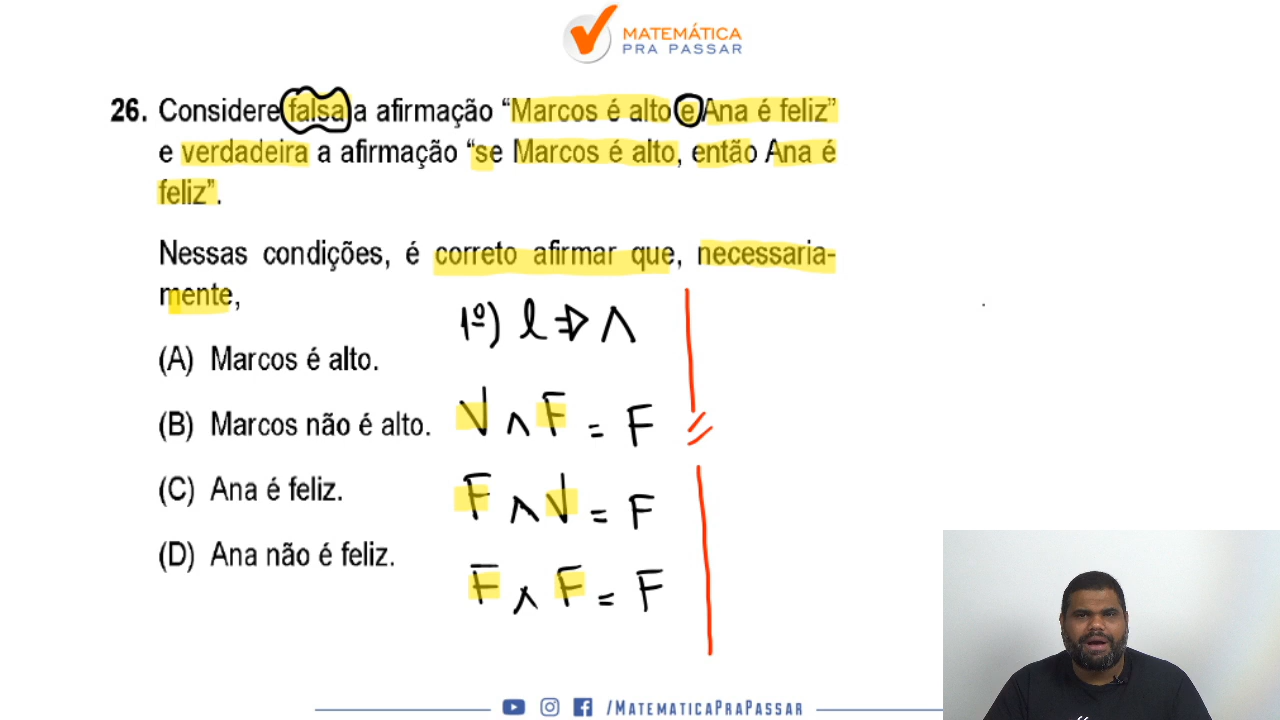 MATEMÁTICA
PRA PASSAR
26. Considere falsa a afirmação “Marcos é alto e Ana é feliz”
e verdadeira a afirmação “se Marcos é alto, então Ana é
feliz”.
Nessas condições, é correto afirmar que, necessaria-
mente,
1º) l ⇒ ∧
(A) Marcos é alto.
(B) Marcos não é alto.
V ∧ F = F
(C) Ana é feliz.
F ∧ V = F
(D) Ana não é feliz.
F ∧ F = F
/MATEMATICAPRAPASSAR